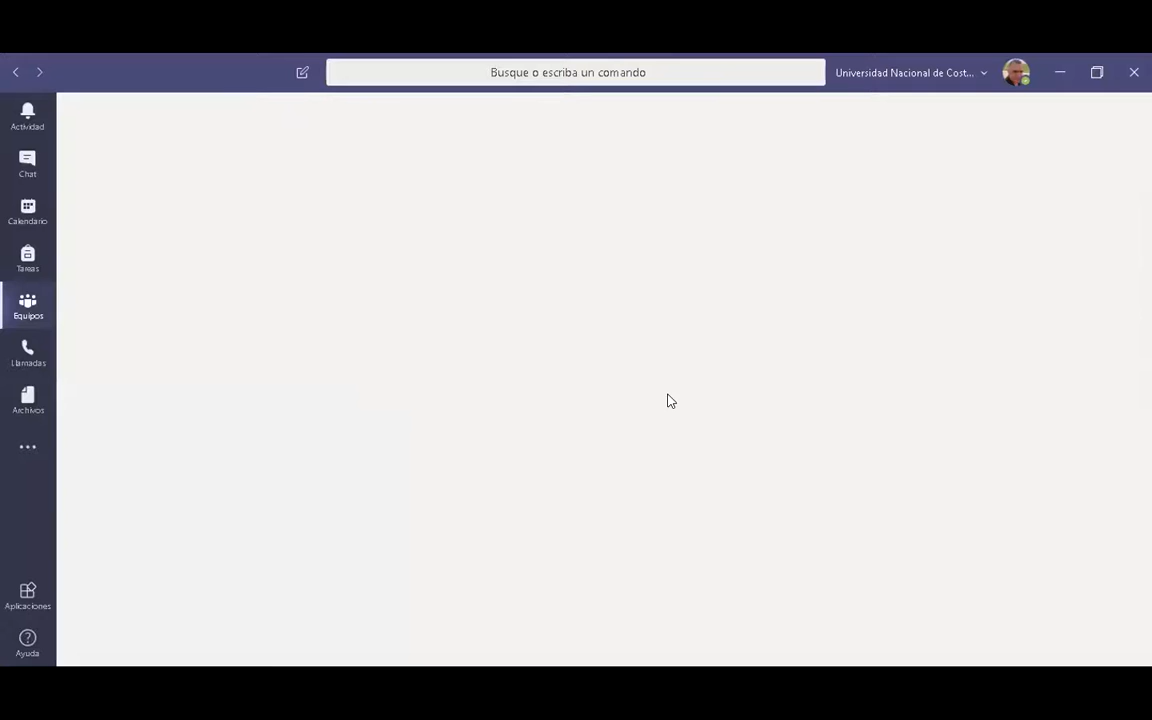 Busque o escriba un comando
Universidad Nacional de Cost...
Actividad
Chat
Calendario
Tareas
Equipos
Llamadas
Archivos
Aplicaciones
Ayuda